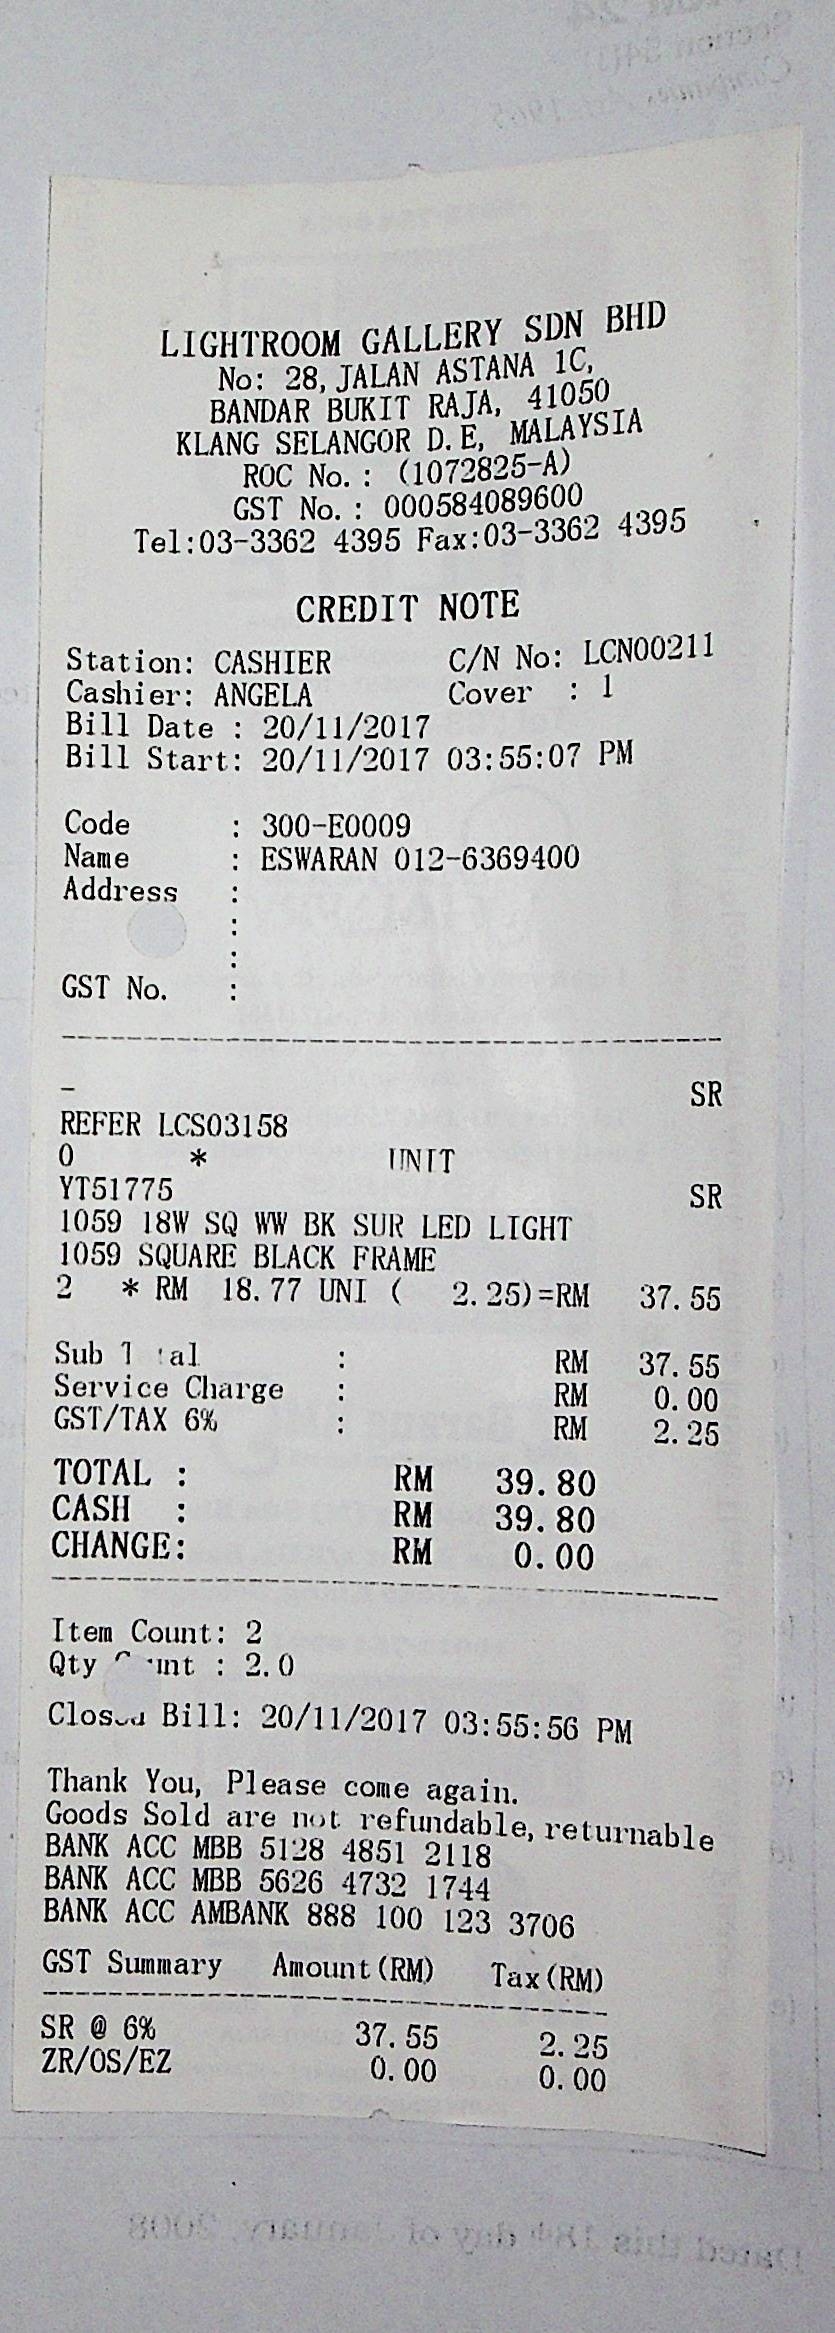 LIGHTROOM GALLERY SDN BHD
No: 28, JALAN ASTANA 1C,
BANDAR BUKIT RAJA, 41050
KLANG SELANGOR D.E, MALAYSIA
ROC No.: (1072825-A)
GST No.: 000584089600
Tel:03-3362 4395 Fax:03-3362 4395
CREDIT NOTE
Station: CASHIER C/N No: LCN00211
Cashier: ANGELA Cover : 1
Bill Date : 20/11/2017
Bill Start: 20/11/2017 03:55:07 PM
Code : 300-E0009
Name : ESWARAN 012-6369400
Address :
:
:
GST No. :
- SR
REFER LCS03158
0 * UNIT
YT51775 SR
1059 18W SQ WW BK SUR LED LIGHT
1059 SQUARE BLACK FRAME
2 * RM 18.77 UNI ( 2.25)=RM 37.55
Sub : RM 37.55
Service Charge : RM 0.00
GST/TAX 6% : RM 2.25
TOTAL : RM 39.80
CASH : RM 39.80
CHANGE: RM 0.00
Item Count: 2
Qty : 2.0
Closed Bill: 20/11/2017 03:55:56 PM
Thank You, Please come again.
Goods Sold are not refundable, returnable
BANK ACC MBB 5128 4851 2118
BANK ACC MBB 5626 4732 1744
BANK ACC AMBANK 888 100 123 3706
GST Summary Amount(RM) Tax(RM)
SR @ 6% 37.55 2.25
ZR/OS/EZ 0.00 0.00
Dated this 18th day of January, 2008